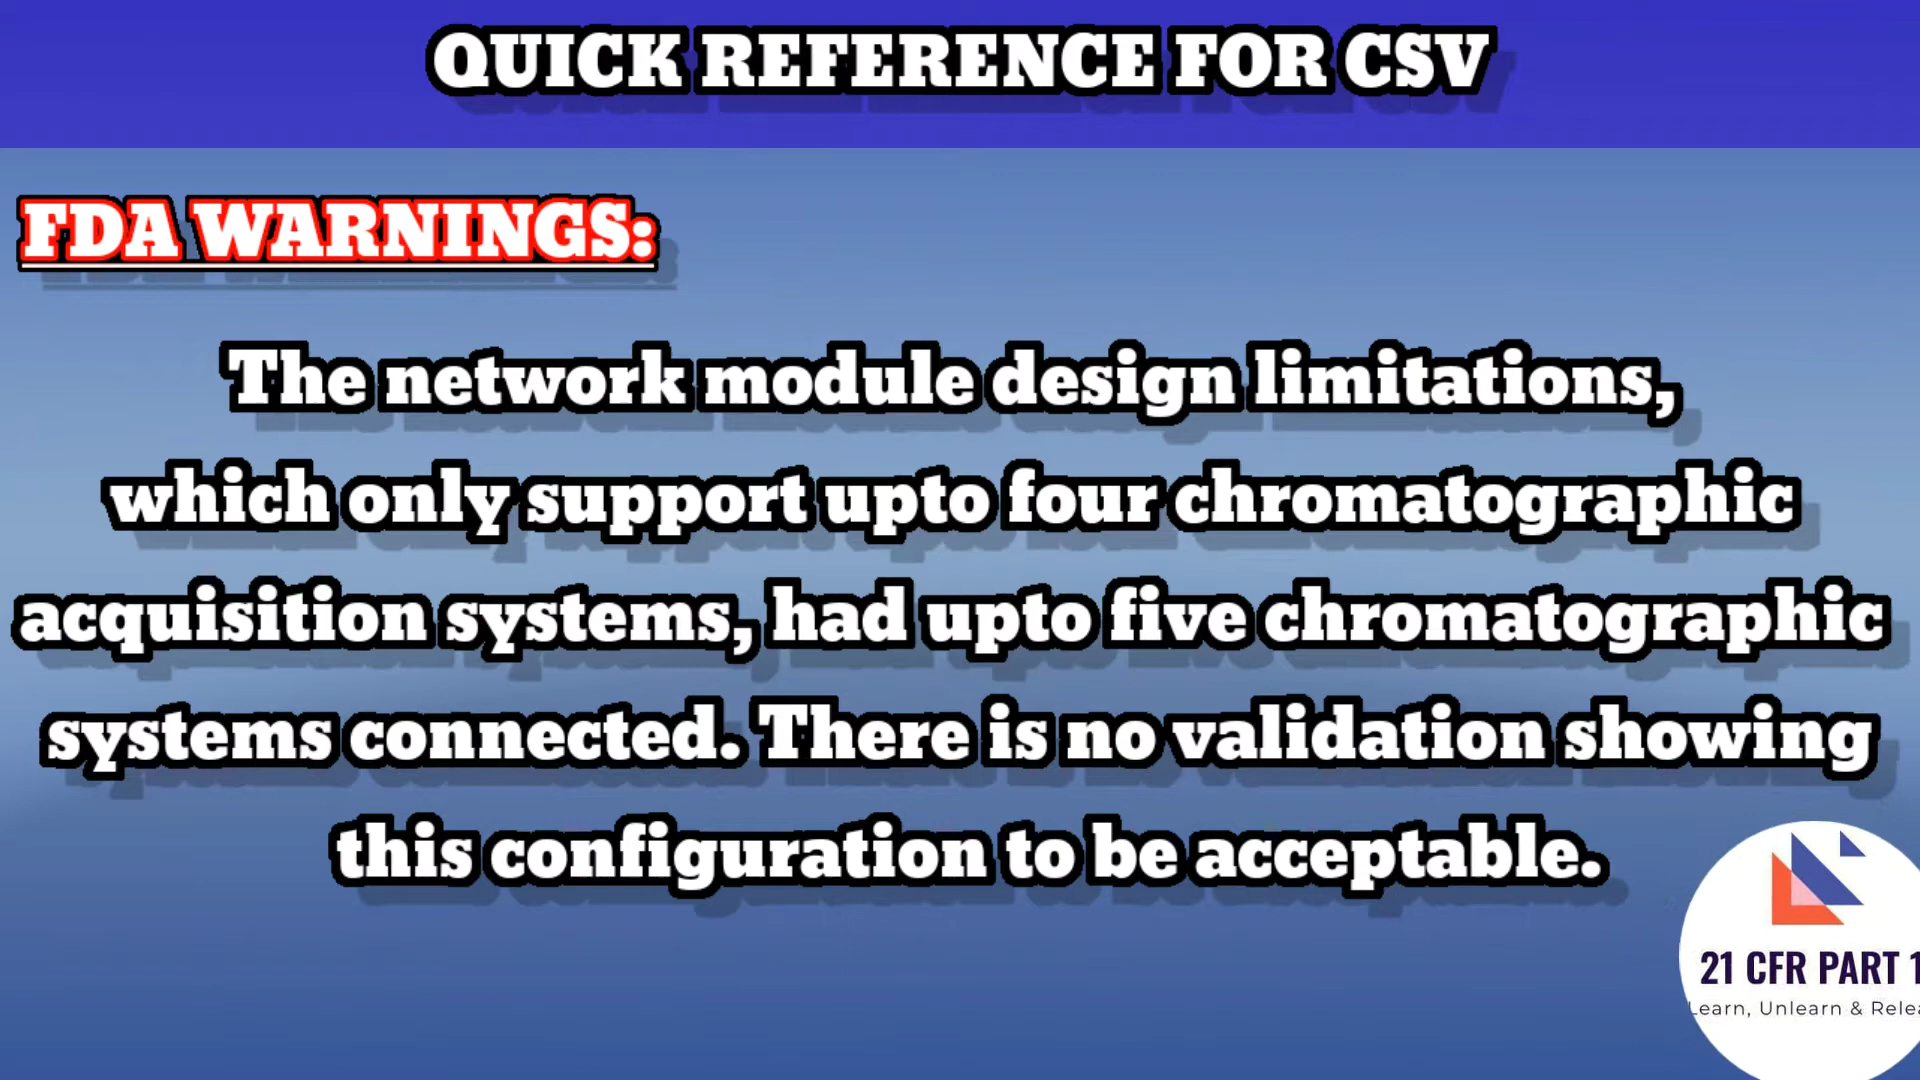 QUICK REFERENCE FOR CSV
FDA WARNINGS:
The network module design limitations,
which only support upto four chromatographic
acquisition systems, had upto five chromatographic
systems connected. There is no validation showing
this configuration to be acceptable.
21 CFR PART 1
Learn, Unlearn &